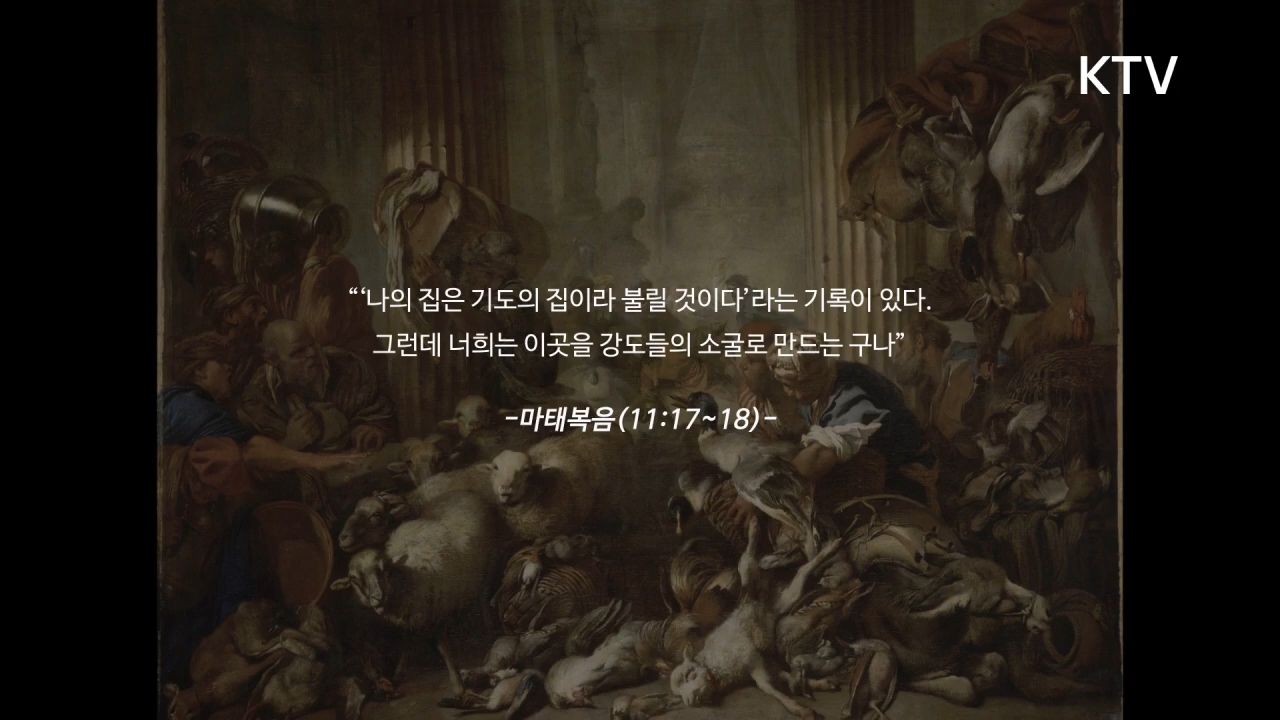 KTV
“‘나의 집은 기도의 집이라 불릴 것이다’라는 기록이 있다.
그런데 너희는 이곳을 강도들의 소굴로 만드는 구나”
-마태복음(11:17~18)-